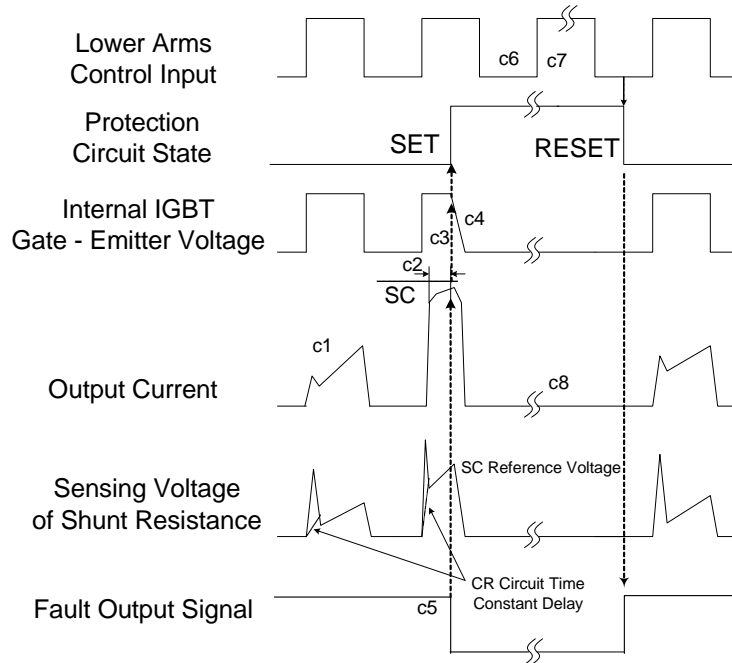 Lower Arms
Control Input
c6
c7
Protection
Circuit State
SET
RESET
Internal IGBT
Gate - Emitter Voltage
c4
c3
c2
SC
c1
Output Current
c8
SC Reference Voltage
Sensing Voltage
of Shunt Resistance
CR Circuit Time
Constant Delay
Fault Output Signal
c5